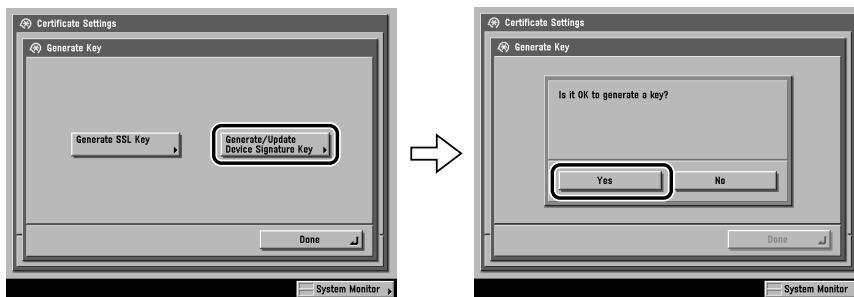 Certificate Settings
Generate Key
Generate SSL Key
Generate/Update
Device Signature Key
Done
System Monitor
Certificate Settings
Generate Key
Is it OK to generate a key?
Yes
No
Done
System Monitor